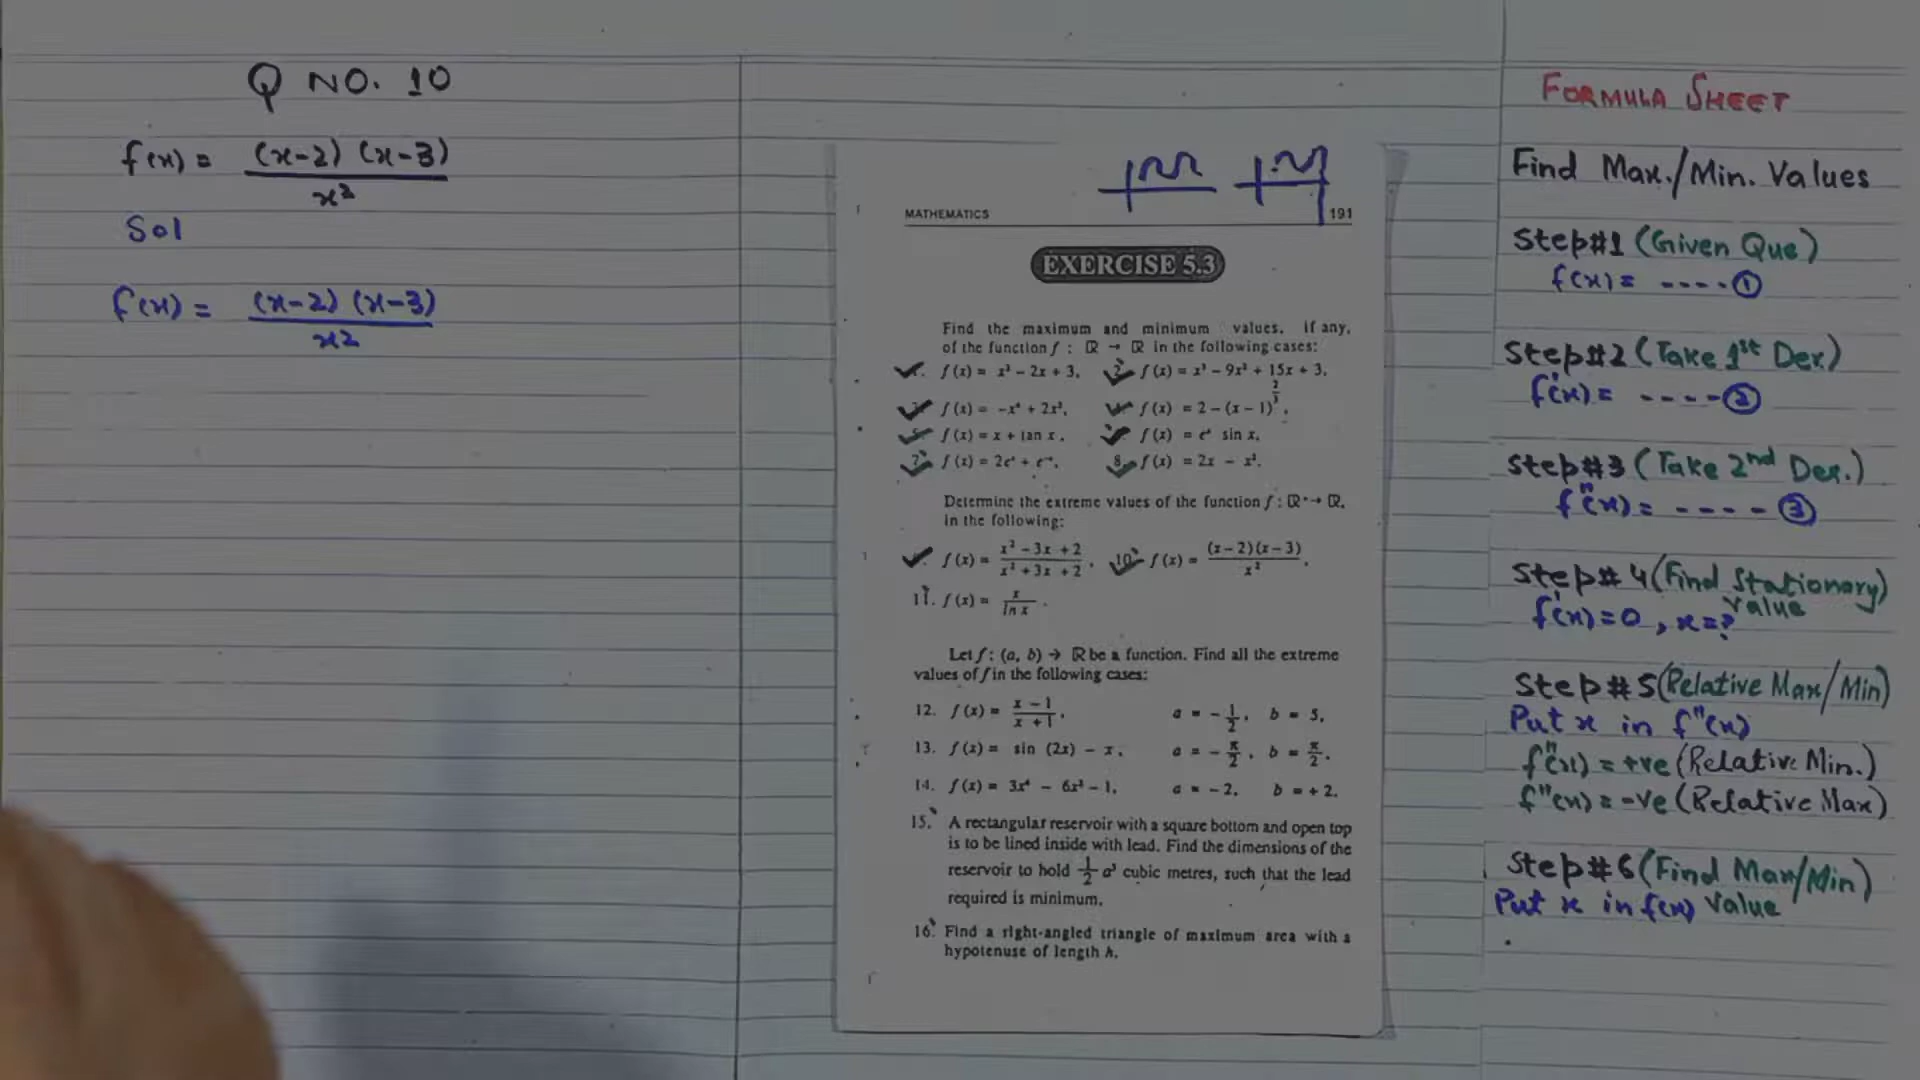 Q NO. 10
f(x) = (x-2) (x-3) / x²
Sol
f(x) = (x-2) (x-3) / x²
MATHEMATICS 191
EXERCISE 5.3
Find the maximum and minimum values, if any,
of the function f : ℝ → ℝ in the following cases:
f(x) = x² – 2x + 3. f(x) = x³ – 9x² + 15x + 3.
f(x) = –x⁴ + 2x², f(x) = 2 – (x – 1)^(2/3),
f(x) = x + tan x. f(x) = eˣ sin x.
7. f(x) = 2eˣ + e⁻ˣ. 8. f(x) = 2x – x².
Determine the extreme values of the function f : ℝ⁺ → ℝ,
in the following:
f(x) = x² – 3x + 2 / x² + 3x + 2, 10. f(x) = (x – 2)(x – 3) / x².
11. f(x) = x / ln x.
Let f : (a, b) → ℝ be a function. Find all the extreme
values of f in the following cases:
12. f(x) = x – 1 / x + 1, a = – 1/2, b = 5,
13. f(x) = sin (2x) – x, a = – π/2, b = π/2.
14. f(x) = 3x⁴ – 6x² – 1, a = – 2, b = + 2.
15. A rectangular reservoir with a square bottom and open top
is to be lined inside with lead. Find the dimensions of the
reservoir to hold 1/2 a³ cubic metres, such that the lead
required is minimum.
16. Find a right-angled triangle of maximum area with a
hypotenuse of length h.
FORMULA SHEET
Find Max./Min. Values
Step#1 (Given Que)
f(x) = ---- ①
Step#2 (Take 1st Der.)
f'(x) = ---- ②
Step#3 (Take 2nd Der.)
f"(x) = ---- ③
Step#4 (Find Stationary
Value)
f'(x)=0, x=?
Step#5 (Relative Max/Min)
Put x in f"(x)
f"(x) = +ve (Relative Min.)
f"(x) = -ve (Relative Max)
Step#6 (Find Max/Min)
Put x in f(x) Value